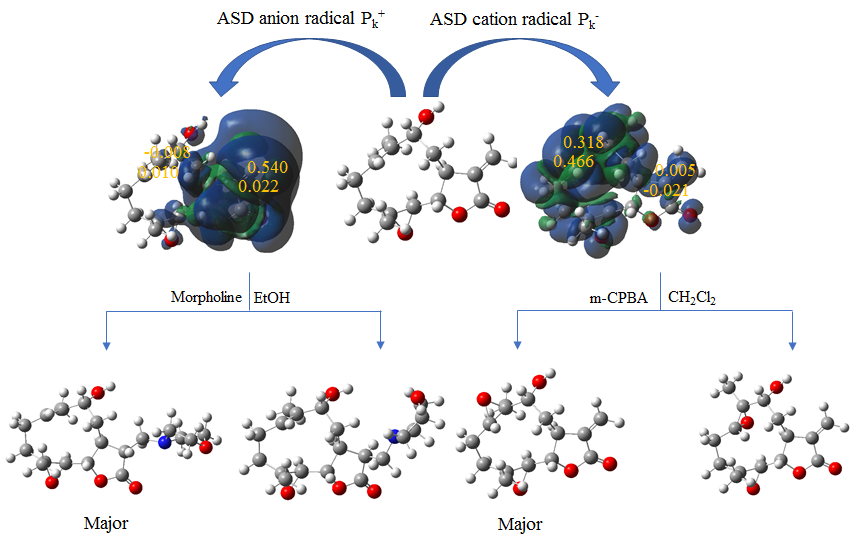 ASD anion radical Pk+
ASD cation radical Pk-
-0.008
0.010
0.540
0.022
0.318
0.466
0.005
-0.021
Morpholine
EtOH
m-CPBA
CH2Cl2
Major
Major